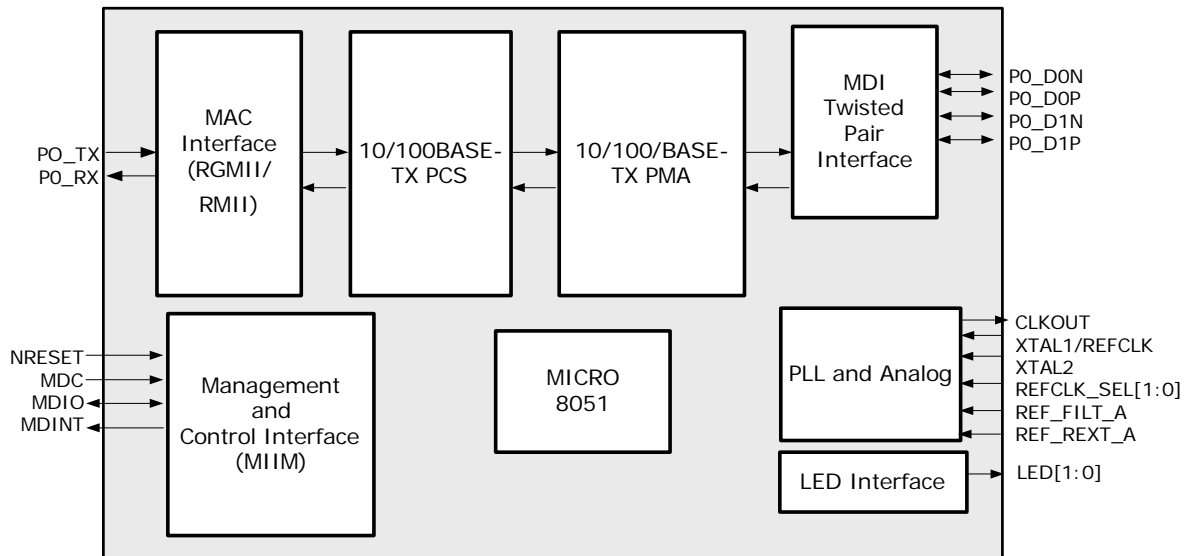 PO_TX
P0_RX
MAC
Interface
(RGMII/
RMII)
10/100BASE-
TX PCS
10/100/BASE-
TX PMA
MDI
Twisted
Pair
Interface
P0_D0N
P0_D0P
P0_D1N
P0_D1P
NRESET
MDC
MDIO
MDINT
Management
and
Control Interface
(MIIM)
MICRO
8051
PLL and Analog
CLKOUT
XTAL1/REFCLK
XTAL2
REFCLK_SEL[1:0]
REF_FILT_A
REF_REXT_A
LED Interface
LED[1:0]